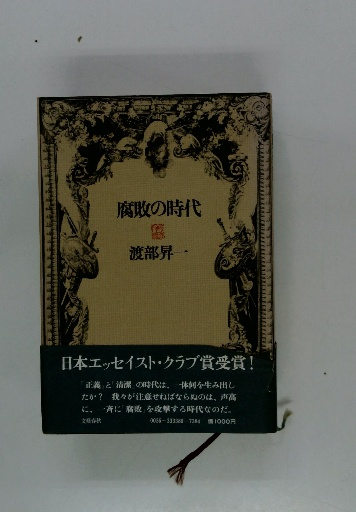 腐敗の時代
渡部昇一
日本エッセイスト・クラブ賞受賞!
「正義」と「清潔」の時代は、一体何を生み出し
たか? 我々が注意せねばならぬのは、声高
に、一斉に「腐敗」を攻撃する時代なのだ。
文藝春秋 0036-333380-7384 価1000円